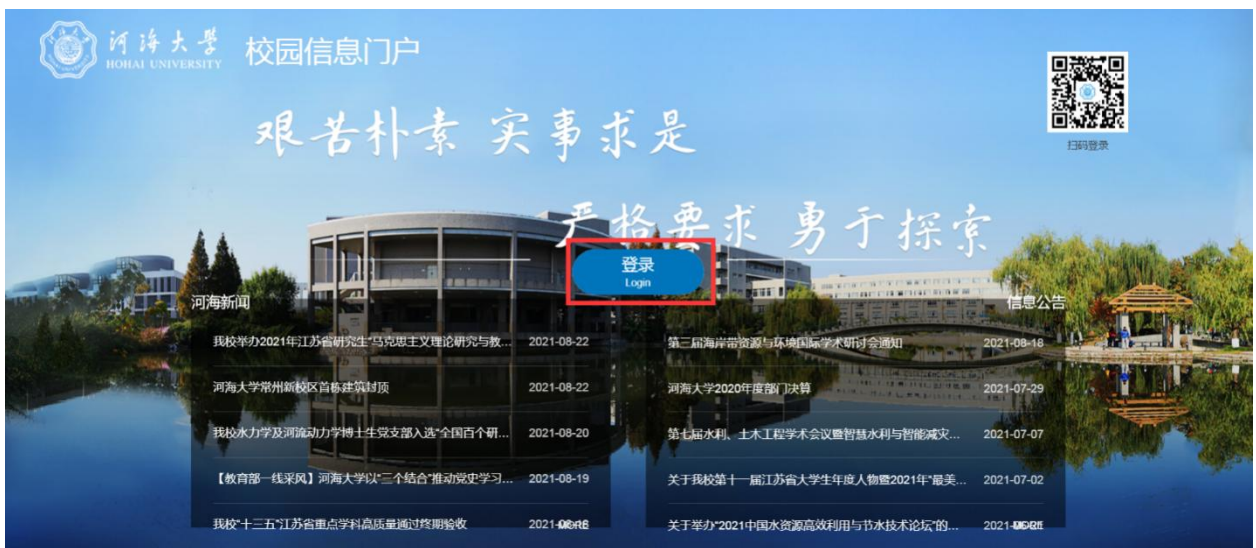 河海大学
HOHAI UNIVERSITY
校园信息门户
艰苦朴素 实事求是
扫码登录
严格要求 勇于探索
登录
Login
河海新闻
我校举办2021年江苏省研究生“马克思主义理论研究与教... 2021-08-22
河海大学常州新校区首栋建筑封顶 2021-08-22
我校水力学及河流动力学博士生党支部入选“全国百个研... 2021-08-20
【教育部一线采风】河海大学以“三个结合”推动党史学习... 2021-08-19
我校“十三五”江苏省重点学科高质量通过终期验收 2021-
MORE
信息公告
第三届海岸带资源与环境国际学术研讨会通知 2021-08-18
河海大学2020年度部门决算 2021-07-29
第七届水利、土木工程学术会议暨智慧水利与智能减灾... 2021-07-07
关于我校第十一届江苏省大学生年度人物暨2021年“最美... 2021-07-02
关于举办“2021中国水资源高效利用与节水技术论坛”的... 2021-
MORE